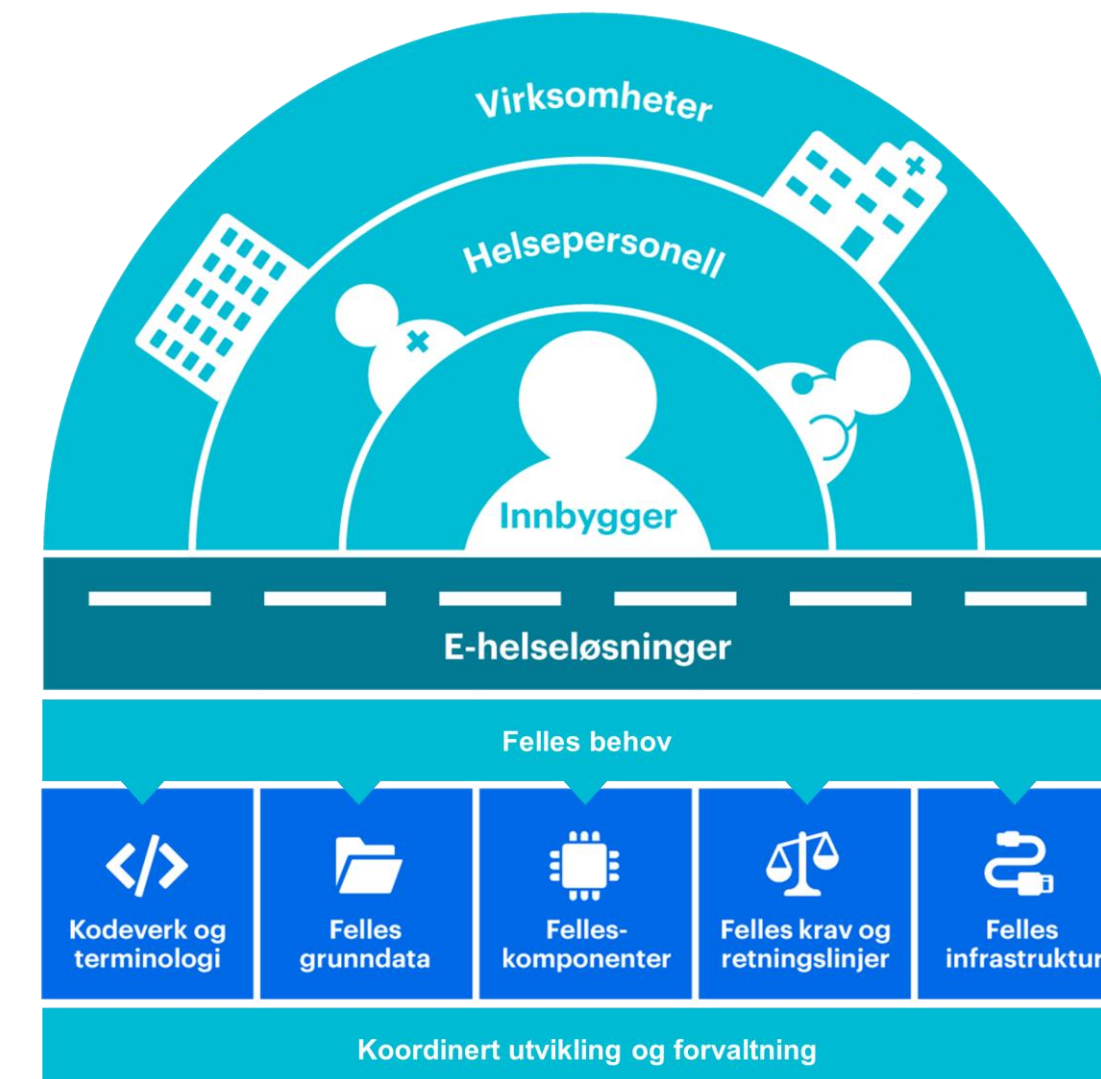 Virksomheter
Helsepersonell
Innbygger
E-helseløsninger
Felles behov
Kodeverk og
terminologi
Felles
grunndata
Felles-
komponenter
Felles krav og
retningslinjer
Felles
infrastruktur
Koordinert utvikling og forvaltning